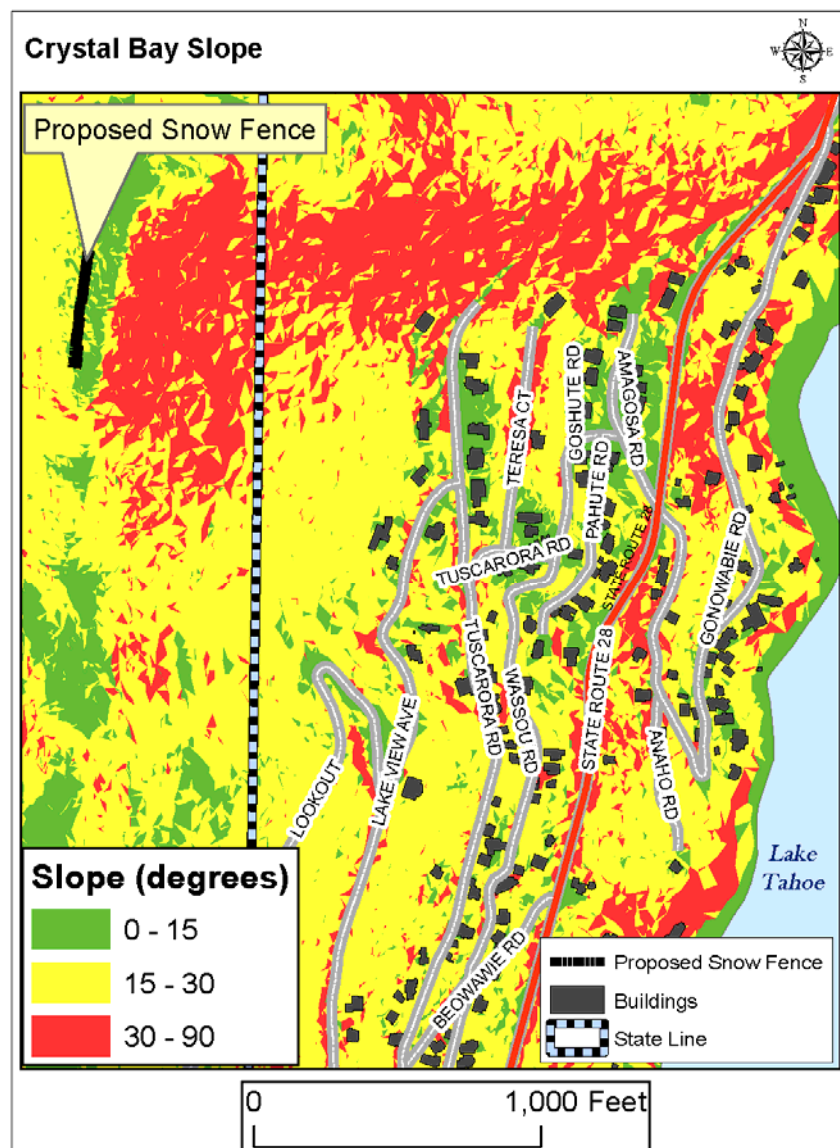 Crystal Bay Slope
N
W E
S
Proposed Snow Fence
TERESA CT
GOSHUTE RD
AMAGOSA RD
PAHUTE RD
TUSCARORA RD
STATE ROUTE 28
GONOWABIE RD
TUSCARORA RD
WASSOU RD
STATE ROUTE 28
LAKE VIEW AVE
LOOKOUT
ANAHO RD
BEOWAWIE RD
Lake
Tahoe
Slope (degrees)
0 - 15
15 - 30
30 - 90
Proposed Snow Fence
Buildings
State Line
0 1,000 Feet